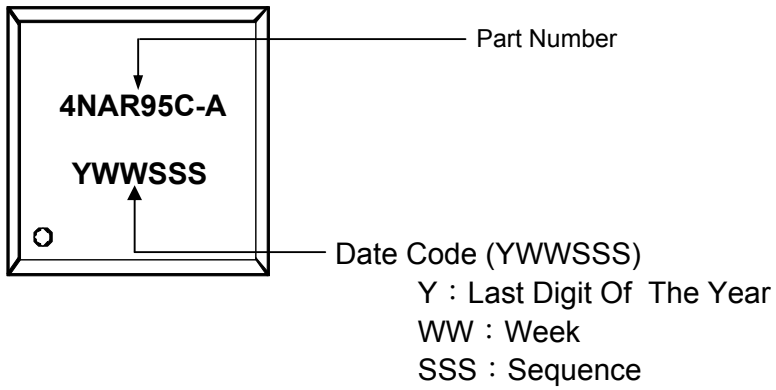 Part Number
4NAR95C-A
YWWSSS
Date Code (YWWSSS)
Y：Last Digit Of The Year
WW：Week
SSS：Sequence